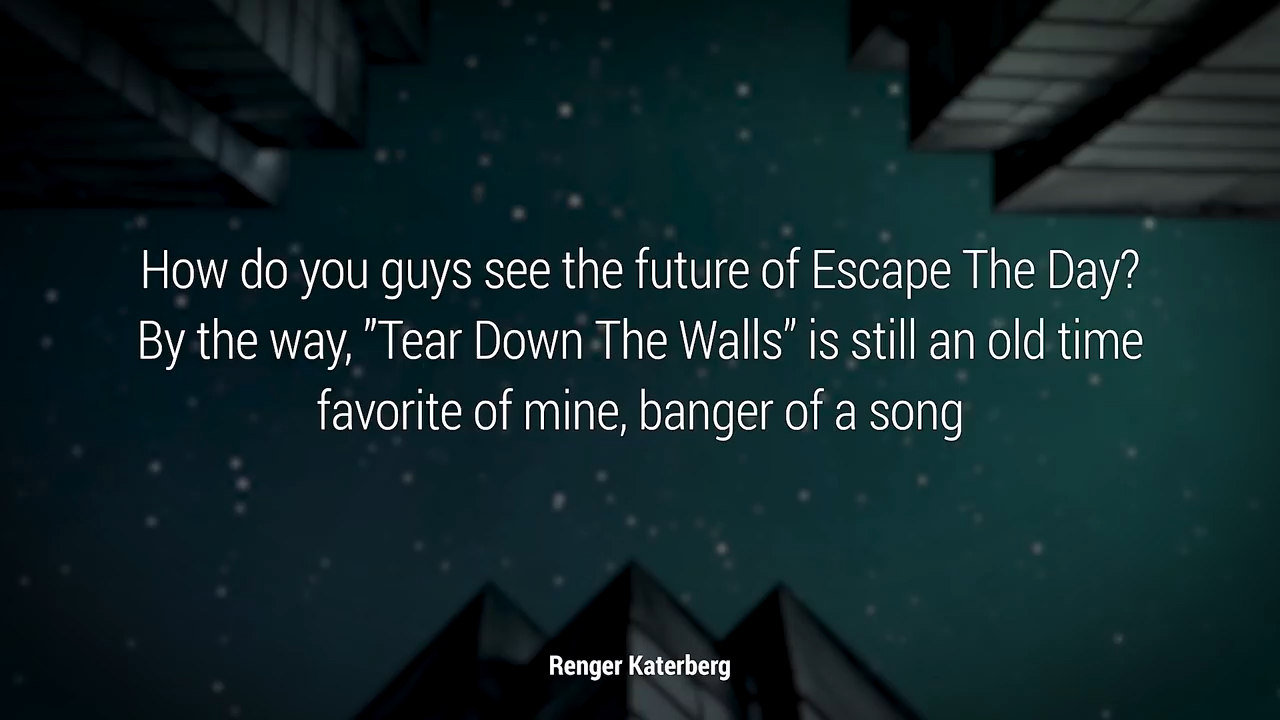 How do you guys see the future of Escape The Day?
By the way, ”Tear Down The Walls” is still an old time
favorite of mine, banger of a song
Renger Katerberg